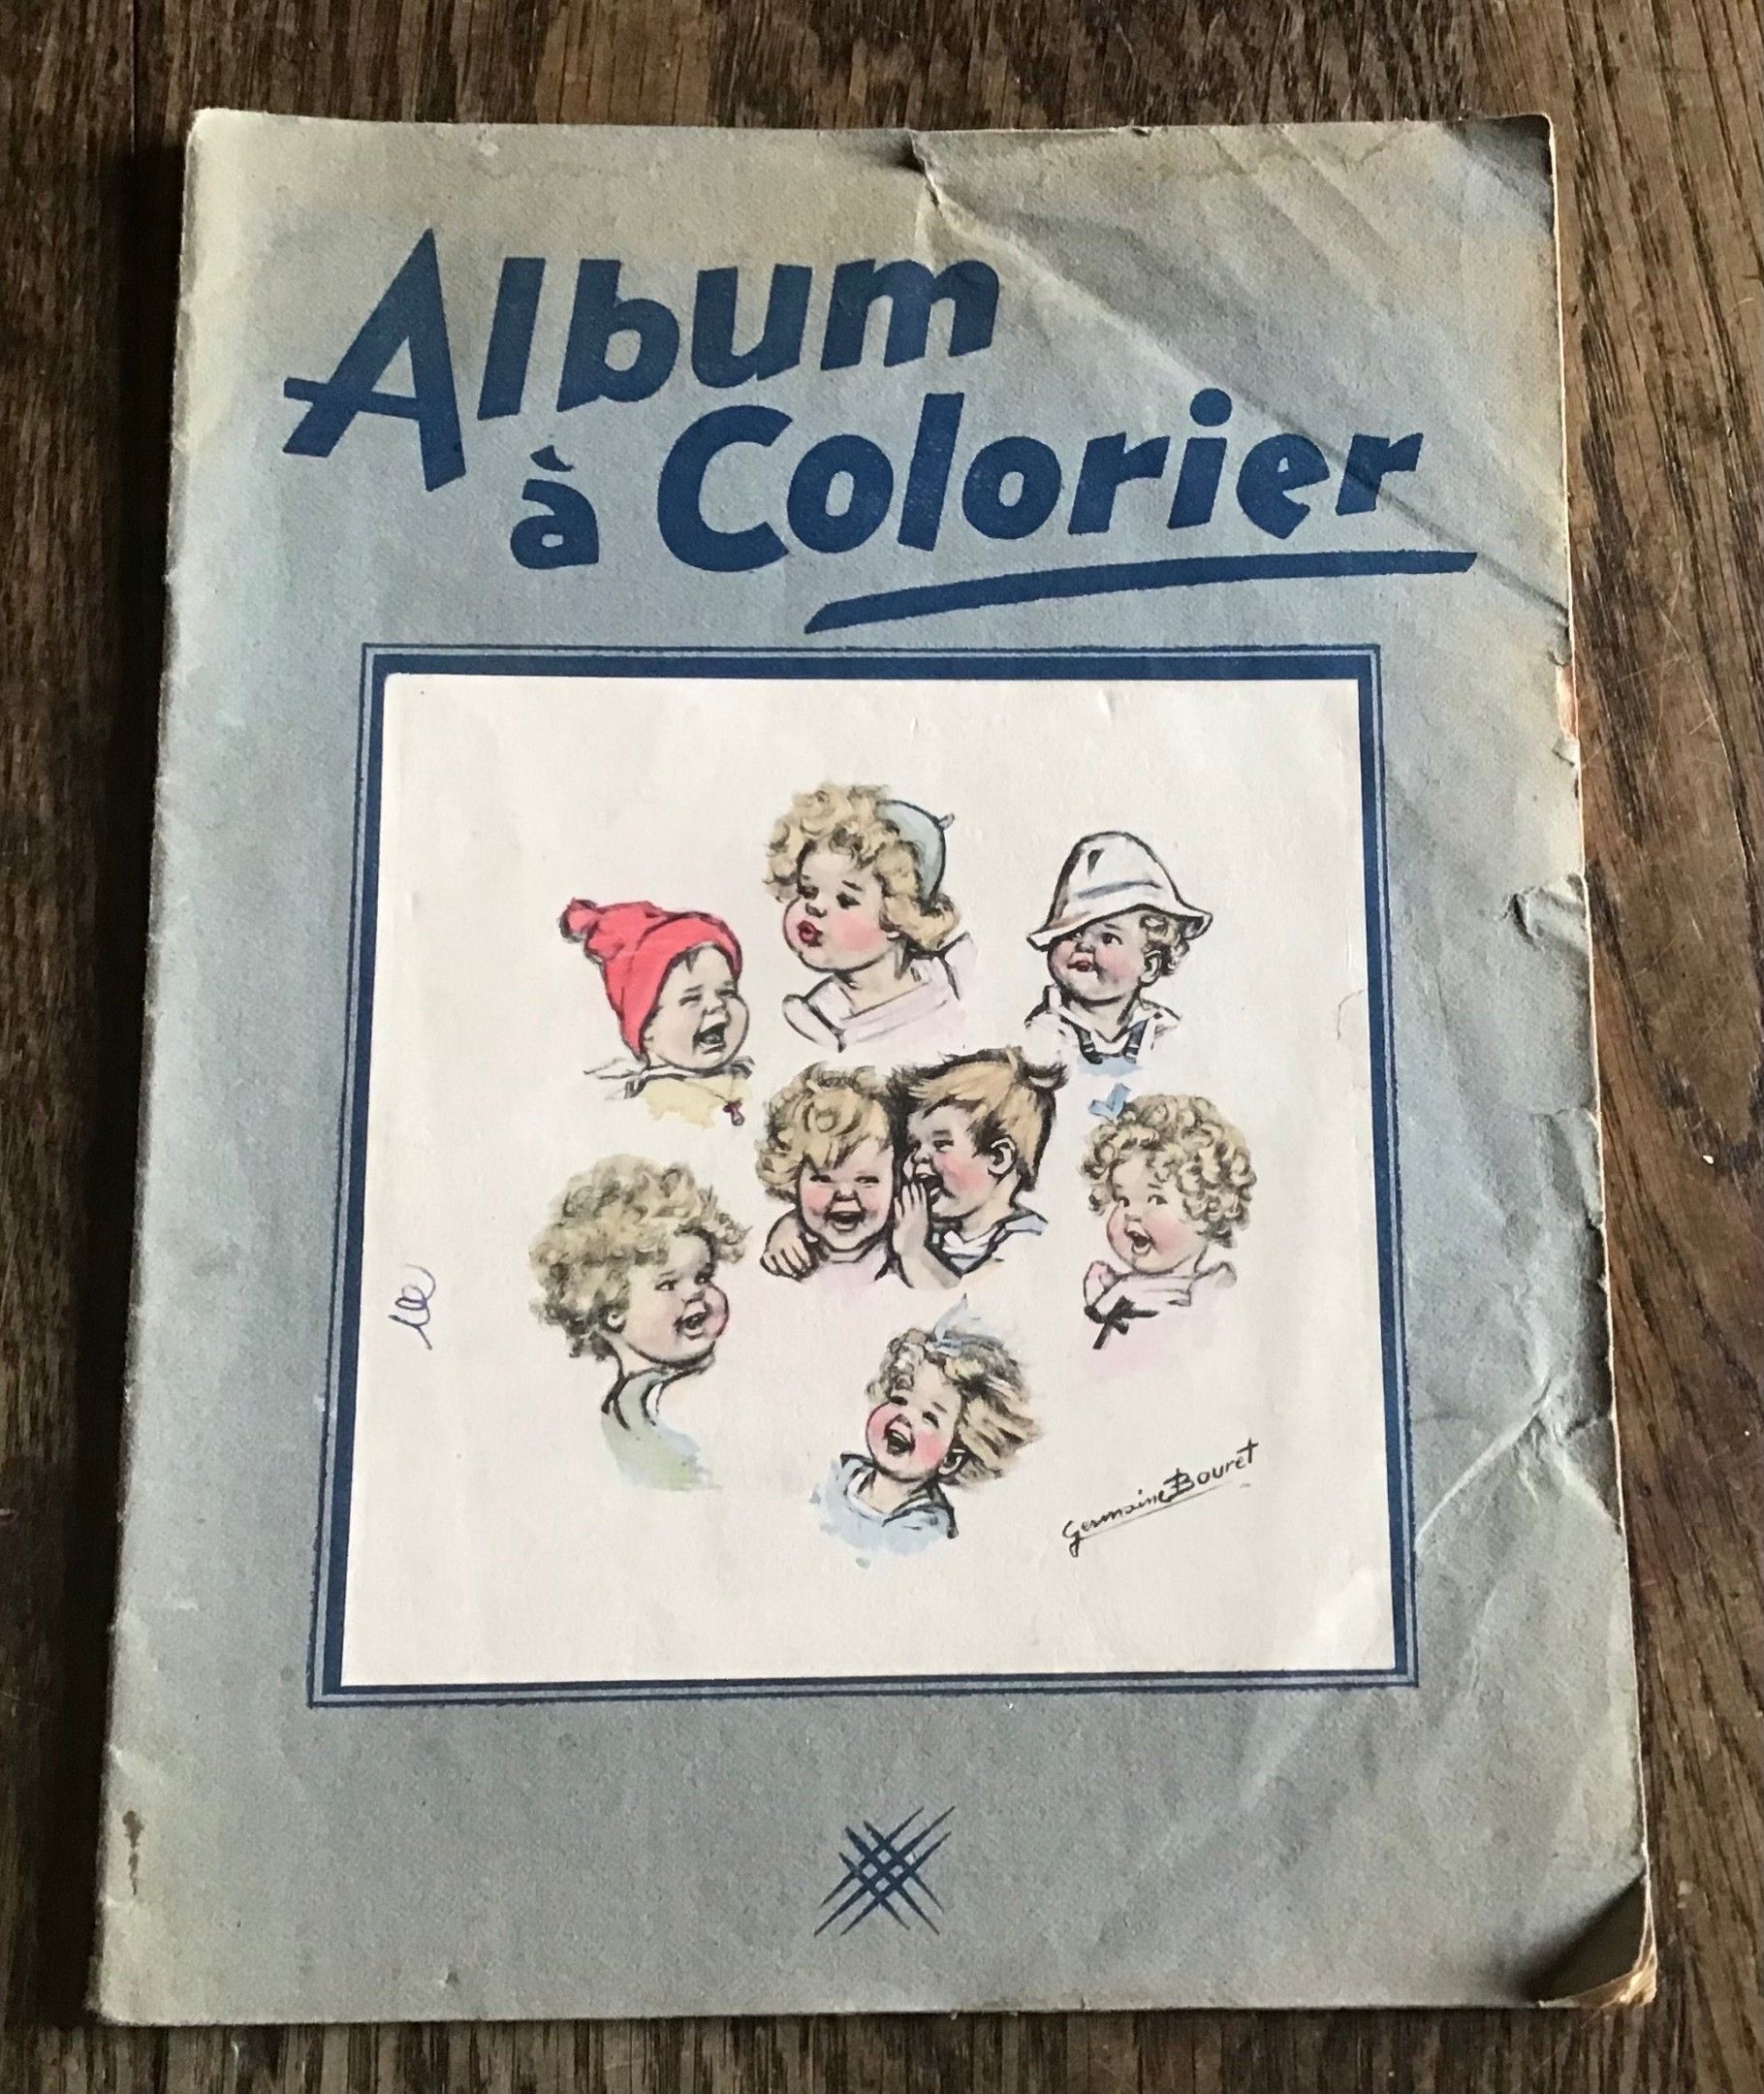 Album
à Colorier
Germaine Bouret